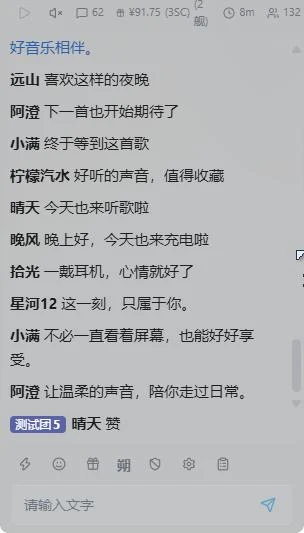 62 ¥91.75 (3SC) (2
舰) 8m 132
好音乐相伴。
远山 喜欢这样的夜晚
阿澄 下一首也开始期待了
小满 终于等到这首歌
柠檬汽水 好听的声音，值得收藏
晴天 今天也来听歌啦
晚风 晚上好，今天也来充电啦
拾光 一戴耳机，心情就好了
星河12 这一刻，只属于你。
小满 不必一直看着屏幕，也能好好享
受。
阿澄 让温柔的声音，陪你走过日常。
测试团 5 晴天 赞
朔
请输入文字